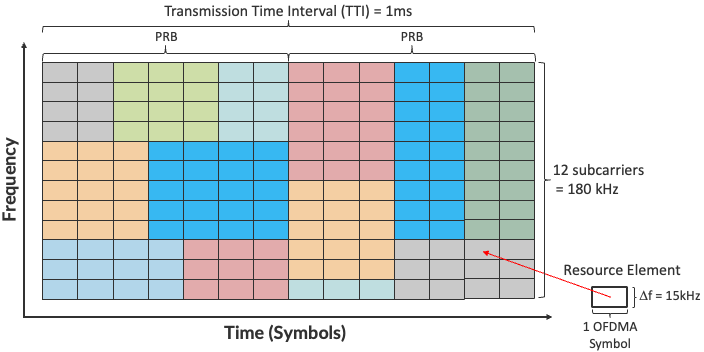 Transmission Time Interval (TTI) = 1ms
PRB
PRB
Frequency
12 subcarriers
= 180 kHz
Resource Element
Δf = 15kHz
1 OFDMA
Symbol
Time (Symbols)